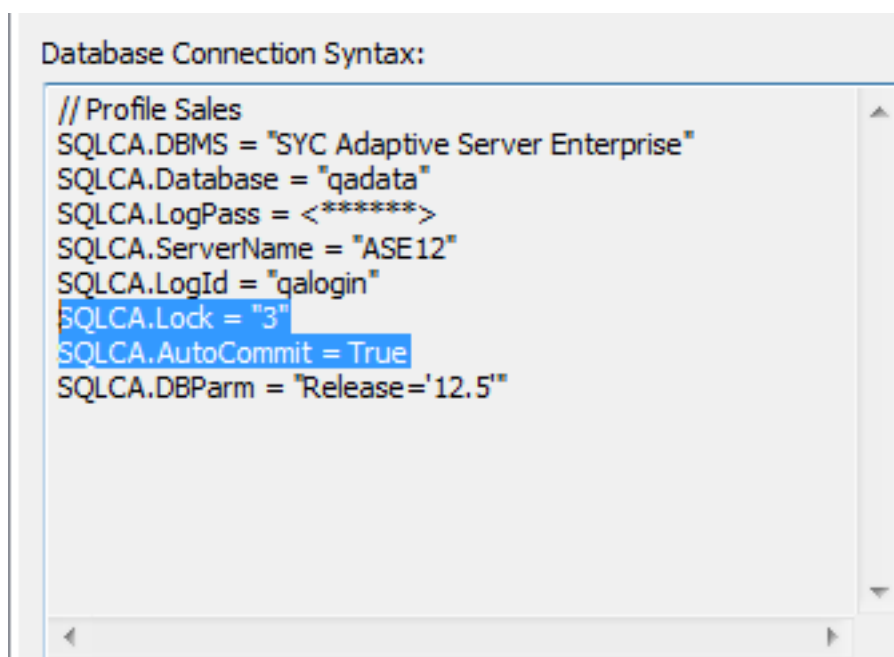 Database Connection Syntax:
// Profile Sales
SQLCA.DBMS = "SYC Adaptive Server Enterprise"
SQLCA.Database = "qadata"
SQLCA.LogPass = <******>
SQLCA.ServerName = "ASE12"
SQLCA.LogId = "qalogin"
SQLCA.Lock = "3"
SQLCA.AutoCommit = True
SQLCA.DBParm = "Release='12.5'"